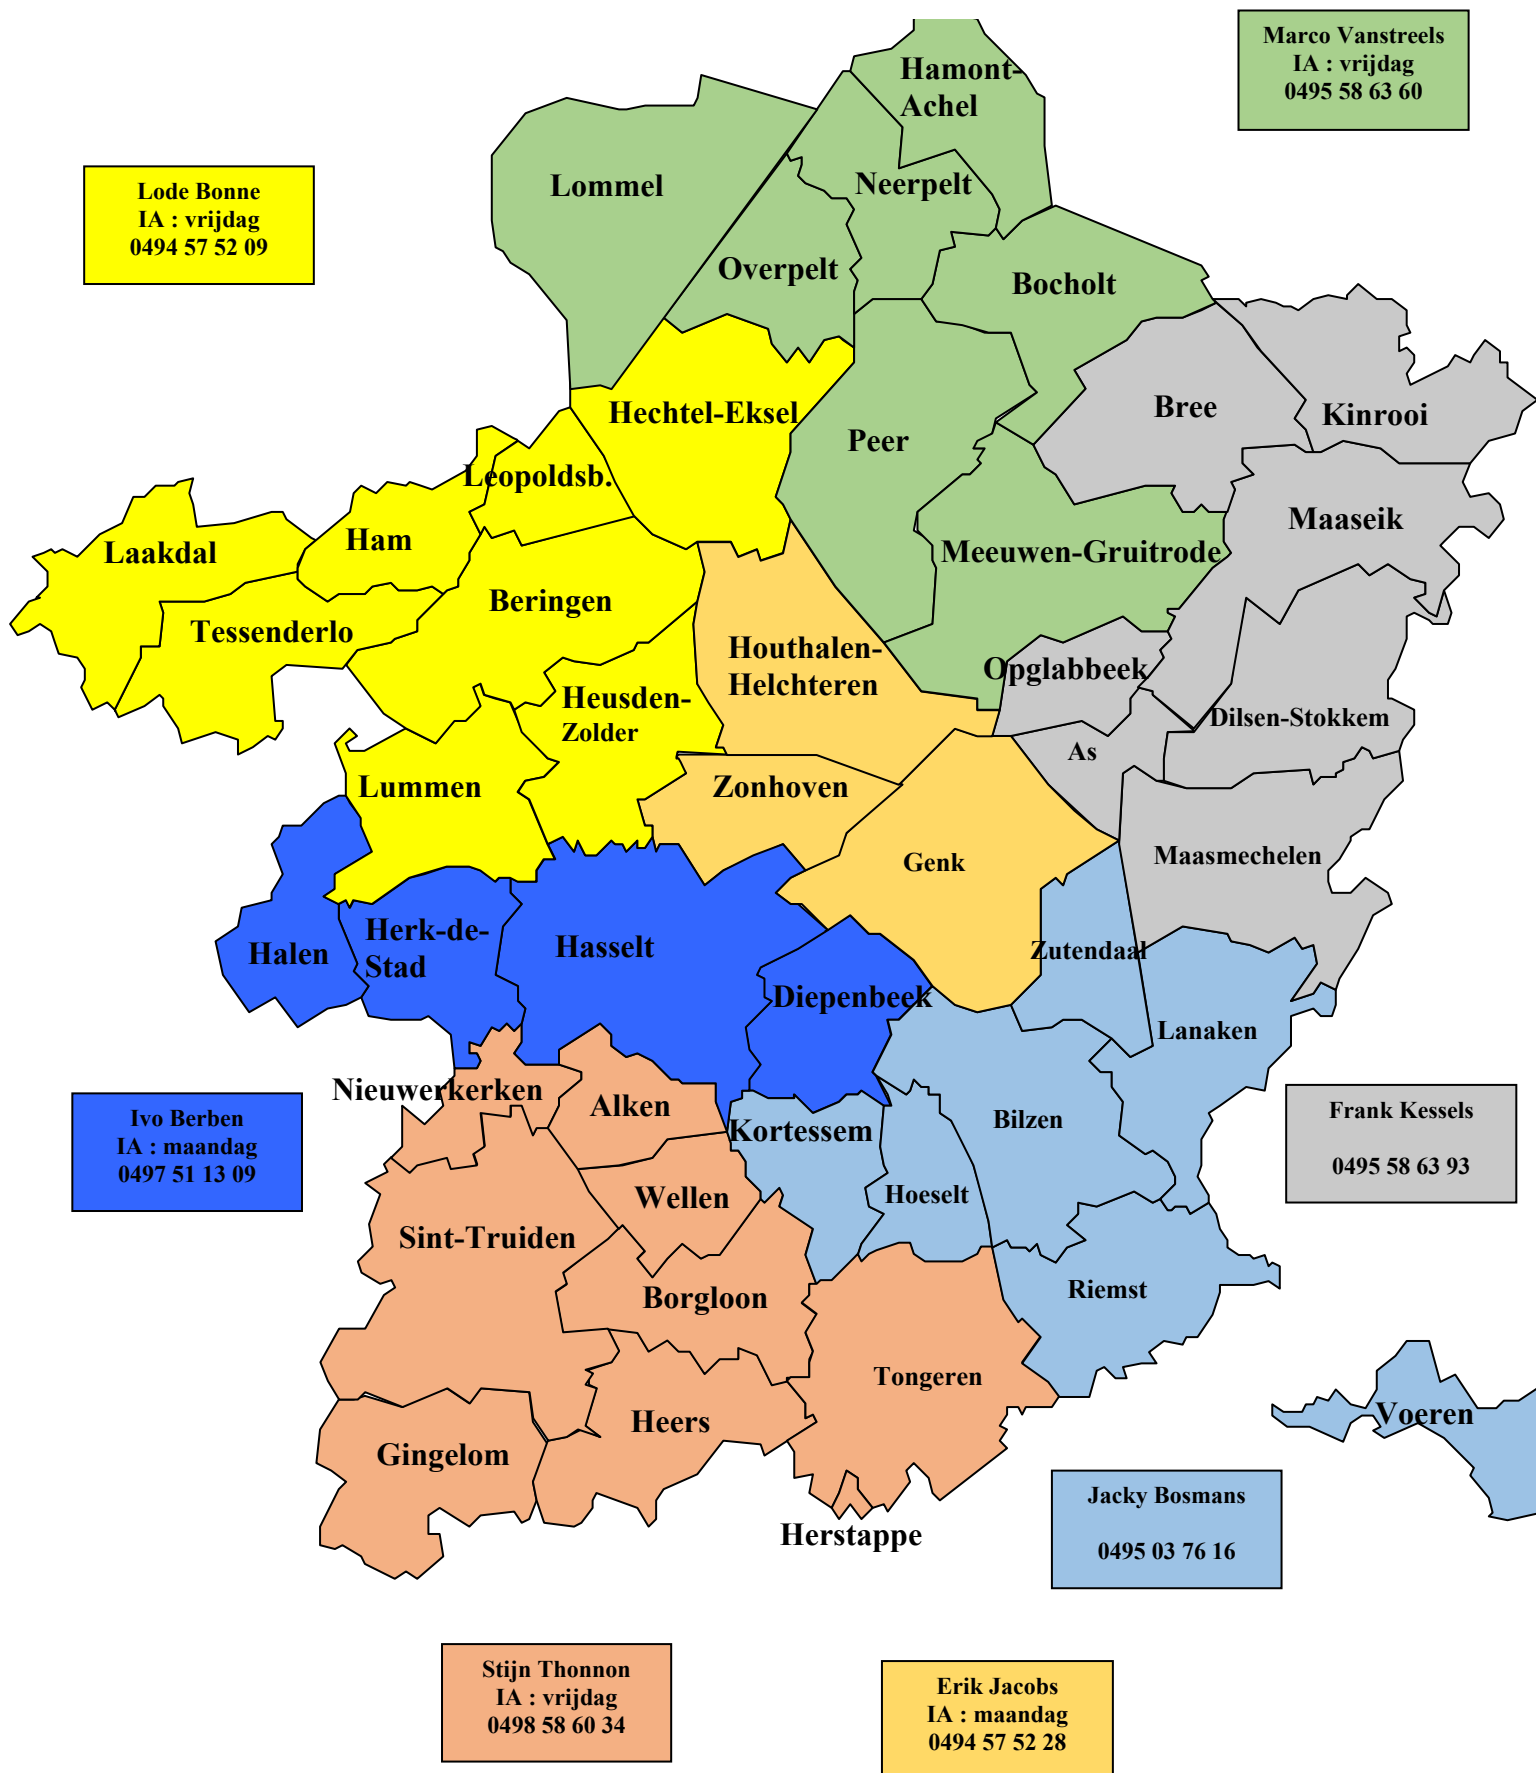 Marco Vanstreels
IA : vrijdag
0495 58 63 60
Hamont-
Achel
Lode Bonne
IA : vrijdag
0494 57 52 09
Lommel
Neerpelt
Overpelt
Bocholt
Hechtel-Eksel
Peer
Bree
Kinrooi
Leopoldsb.
Ham
Laakdal
Maaseik
Meeuwen-Gruitrode
Beringen
Tessenderlo
Houthalen-
Helchteren
Opglabbeek
Heusden-
Zolder
Dilsen-Stokkem
As
Lummen
Zonhoven
Genk
Maasmechelen
Halen
Herk-de-
Stad
Hasselt
Zutendaal
Diepenbeek
Lanaken
Nieuwerkerken
Alken
Kortessem
Bilzen
Ivo Berben
IA : maandag
0497 51 13 09
Frank Kessels
0495 58 63 93
Wellen
Hoeselt
Sint-Truiden
Borgloon
Riemst
Tongeren
Heers
Gingelom
Voeren
Herstappe
Jacky Bosmans
0495 03 76 16
Stijn Thonnon
IA : vrijdag
0498 58 60 34
Erik Jacobs
IA : maandag
0494 57 52 28